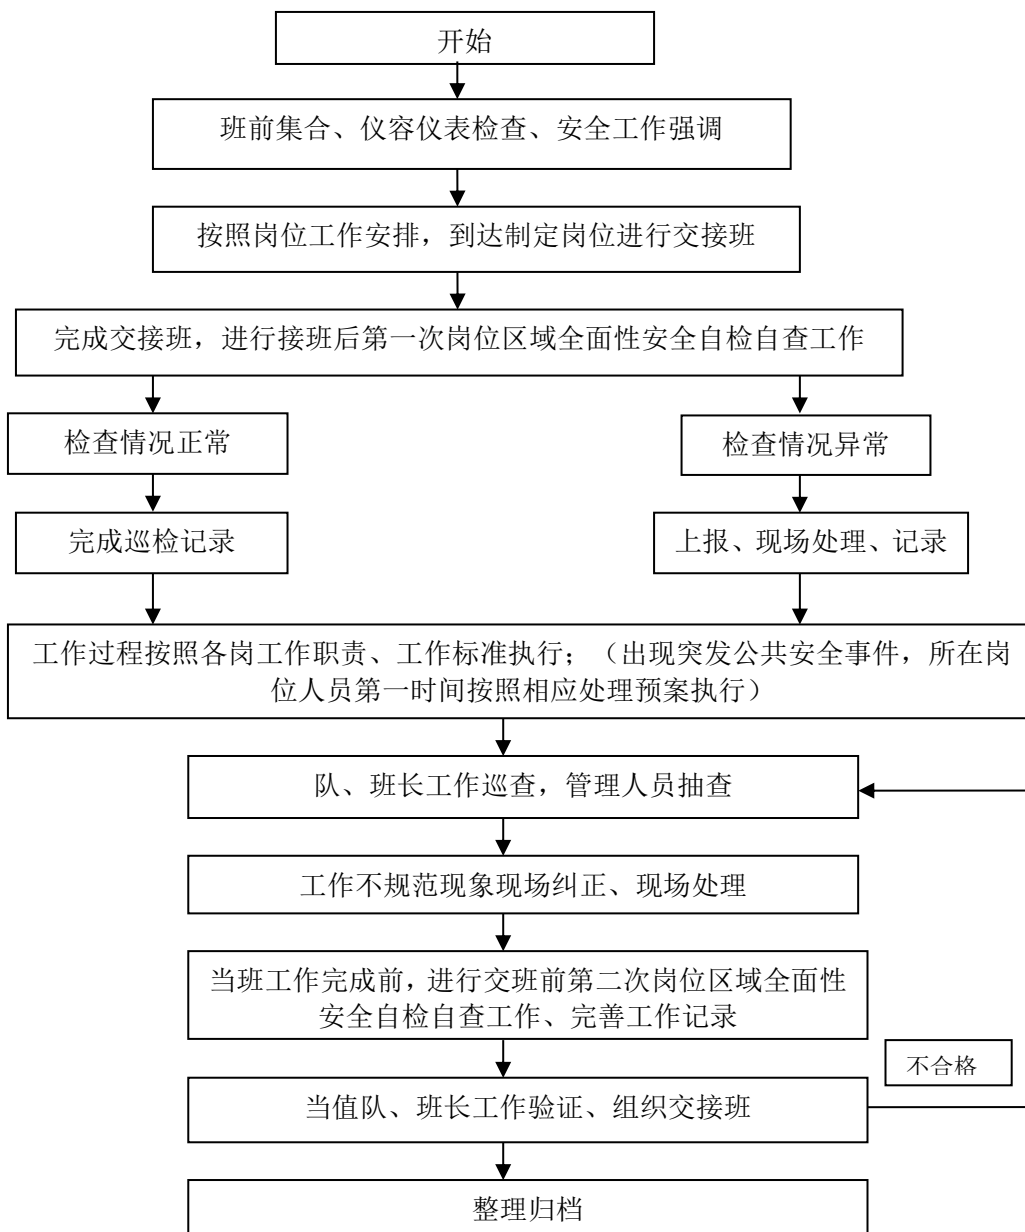 开始
班前集合、仪容仪表检查、安全工作强调
按照岗位工作安排，到达制定岗位进行交接班
完成交接班，进行接班后第一次岗位区域全面性安全自检自查工作
检查情况正常
检查情况异常
完成巡检记录
上报、现场处理、记录
工作过程按照各岗工作职责、工作标准执行；（出现突发公共安全事件，所在岗
位人员第一时间按照相应处理预案执行）
队、班长工作巡查，管理人员抽查
工作不规范现象现场纠正、现场处理
当班工作完成前，进行交班前第二次岗位区域全面性
安全自检自查工作、完善工作记录
不合格
当值队、班长工作验证、组织交接班
整理归档